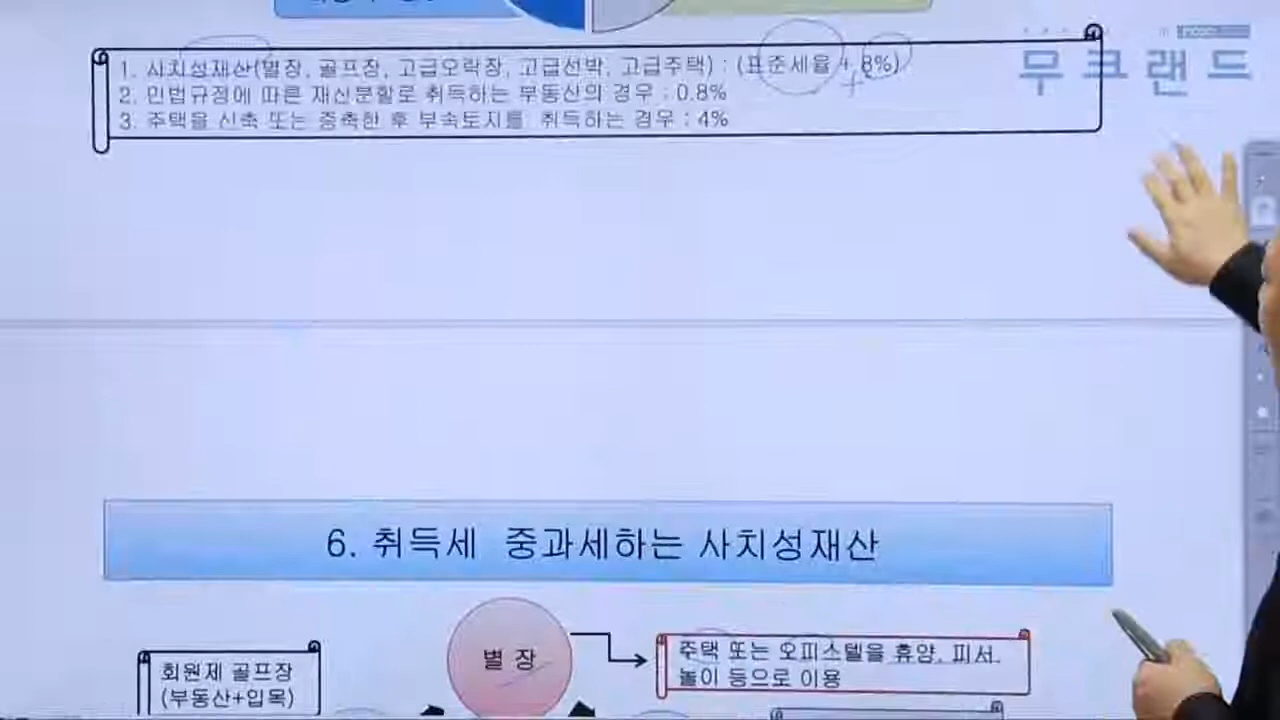 1. 사치성재산(별장, 골프장, 고급오락장, 고급선박, 고급주택) : (표준세율 + 8%)
2. 민법규정에 따른 재산분할로 취득하는 부동산의 경우 : 0.8%
3. 주택을 신축 또는 증축한 후 부속토지를 취득하는 경우 : 4%
무크랜드
6. 취득세 중과세하는 사치성재산
별 장
주택 또는 오피스텔을 휴양, 피서,
놀이 등으로 이용
회원제 골프장
(부동산+입목)